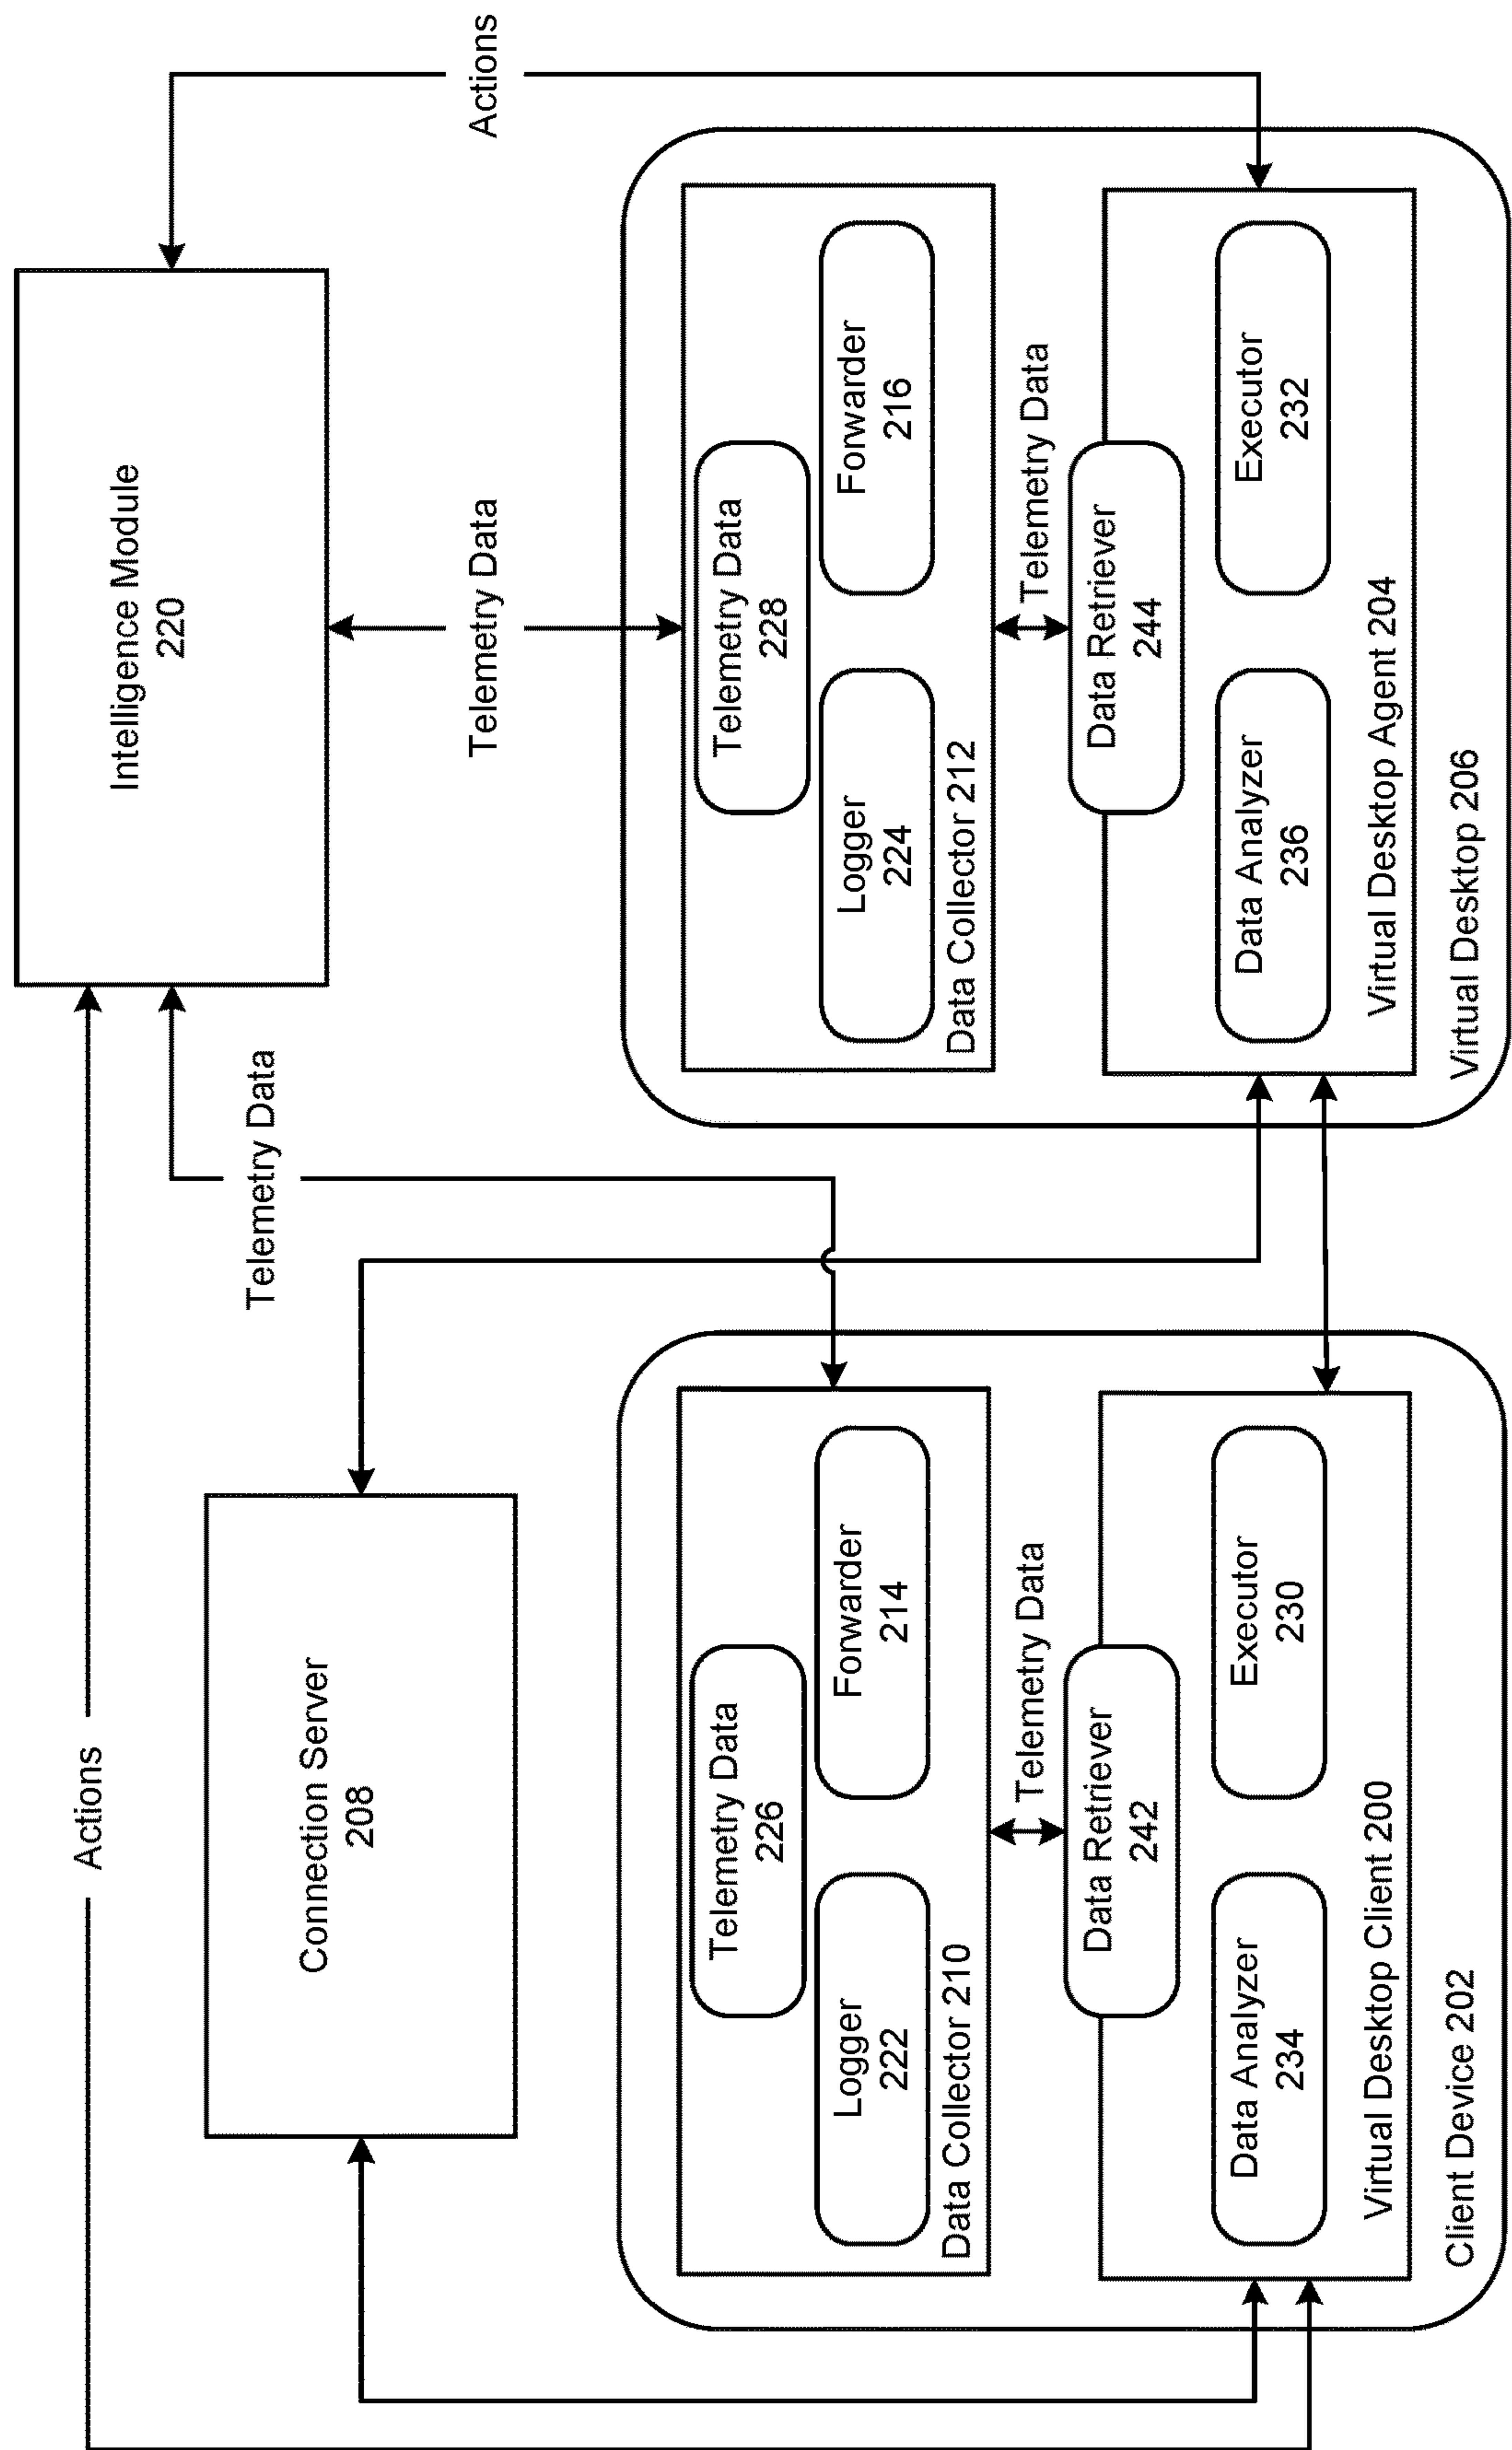 Actions
Intelligence Module
220
Connection Server
208
Telemetry Data
Telemetry Data
Actions
Telemetry Data
226
Logger
222
Forwarder
214
Data Collector 210
Telemetry Data
Data Retriever
242
Data Analyzer
234
Executor
230
Virtual Desktop Client 200
Client Device 202
Telemetry Data
228
Logger
224
Forwarder
216
Data Collector 212
Telemetry Data
Data Retriever
244
Data Analyzer
236
Executor
232
Virtual Desktop Agent 204
Virtual Desktop 206